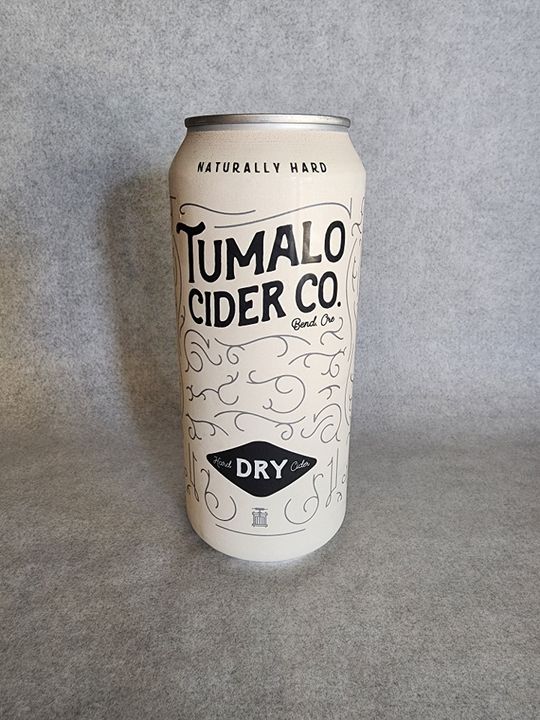 NATURALLY HARD
TUMALO
CIDER CO.
Bend. Ore
Hard DRY Cider